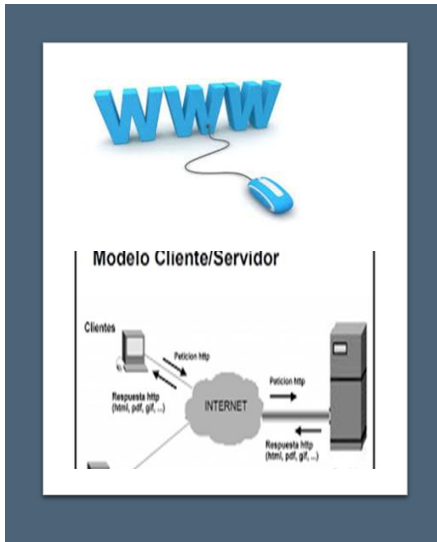 WWW
Modelo Cliente/Servidor
Clientes
Peticion http
Respuesta http
(html, pdf, gif, ...)
INTERNET
Peticion http
Respuesta http
(html, pdf, gif, ...)